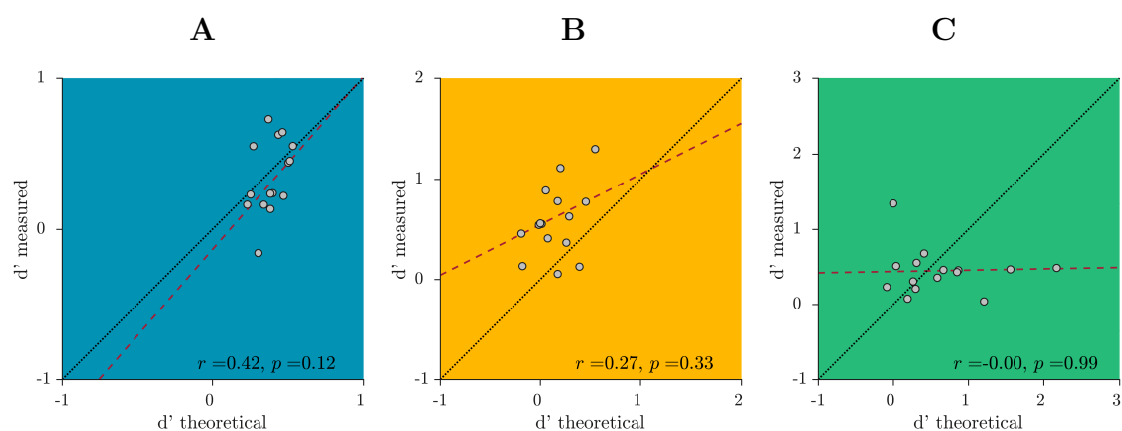 A
B
C
1
0
-1
d' measured
r =0.42, p =0.12
-1
0
1
d' theoretical
2
1
0
-1
d' measured
r =0.27, p =0.33
-1
0
1
2
d' theoretical
3
2
1
0
-1
d' measured
r =-0.00, p =0.99
-1
0
1
2
3
d' theoretical